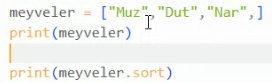 meyveler = ["Muz","Dut","Nar",]
print(meyveler)
print(meyveler.sort)